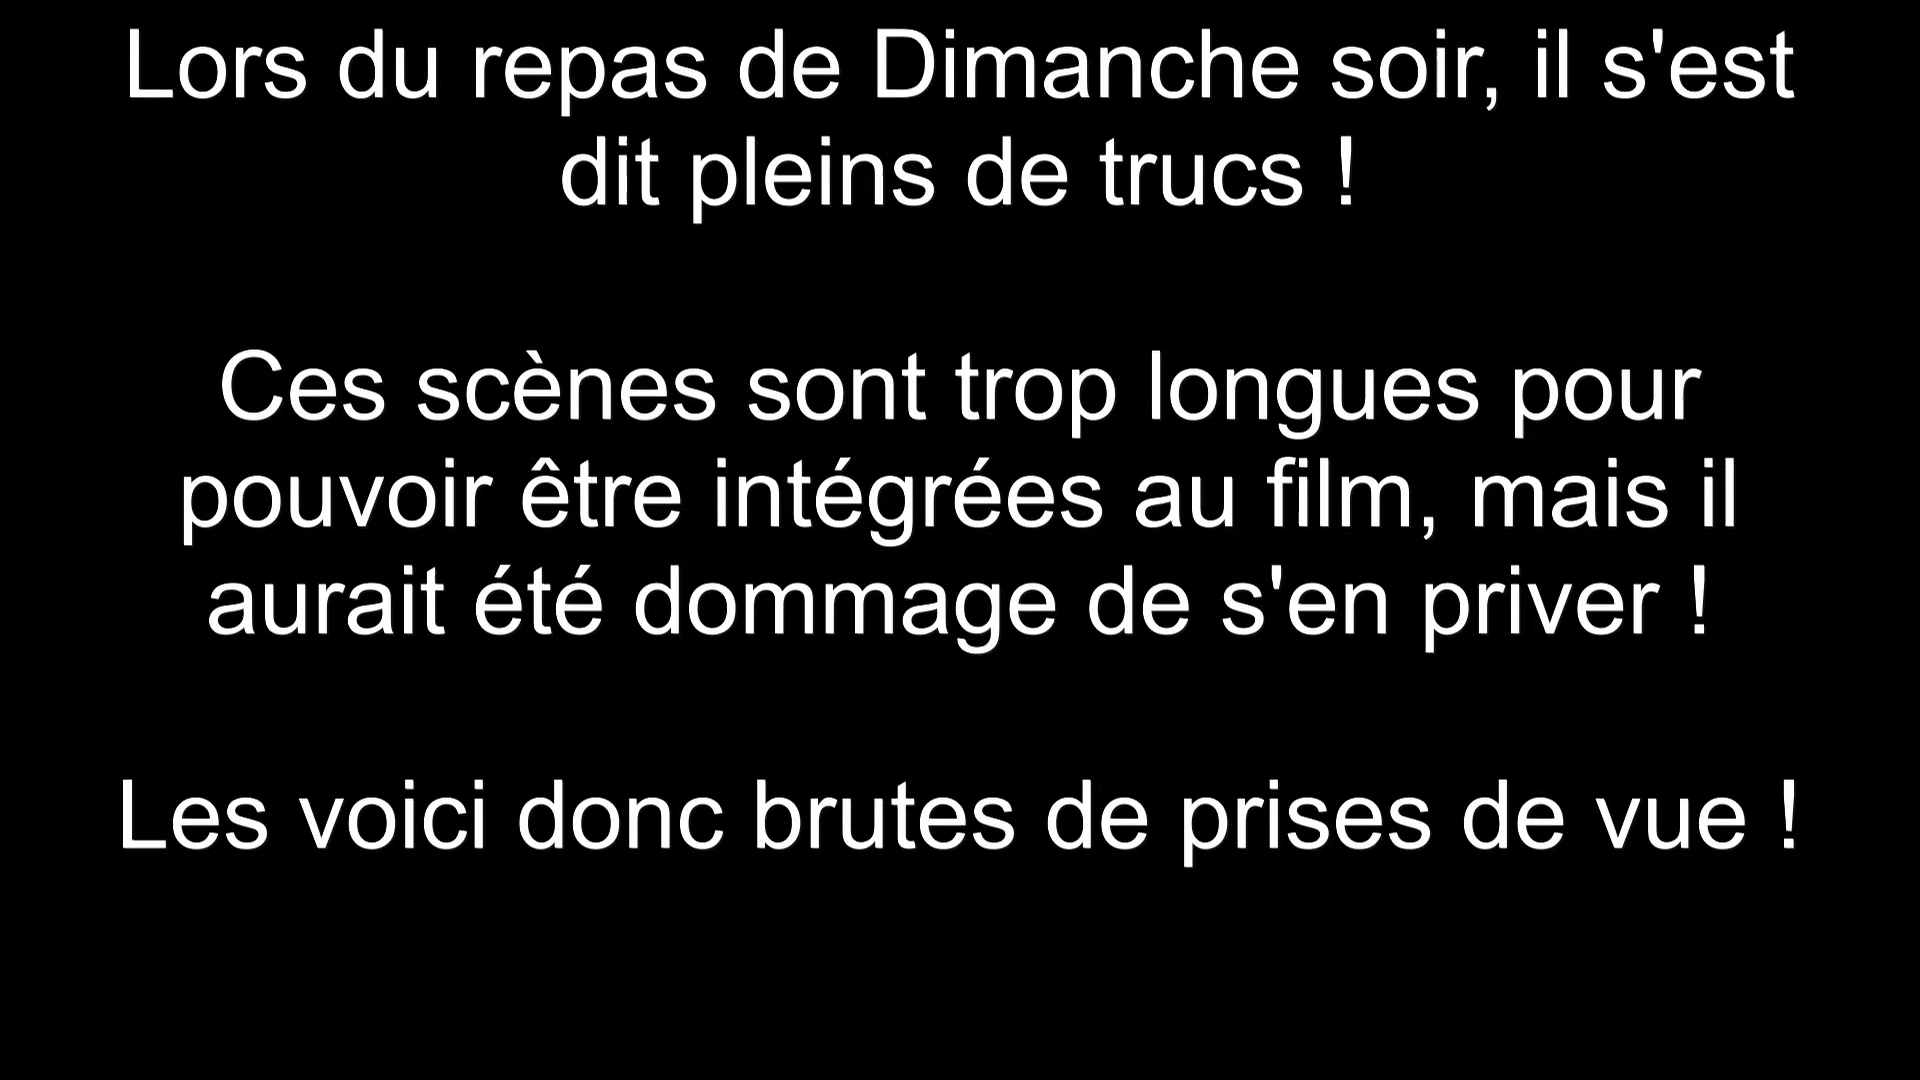 Lors du repas de Dimanche soir, il s'est
dit pleins de trucs !
Ces scènes sont trop longues pour
pouvoir être intégrées au film, mais il
aurait été dommage de s'en priver !
Les voici donc brutes de prises de vue !